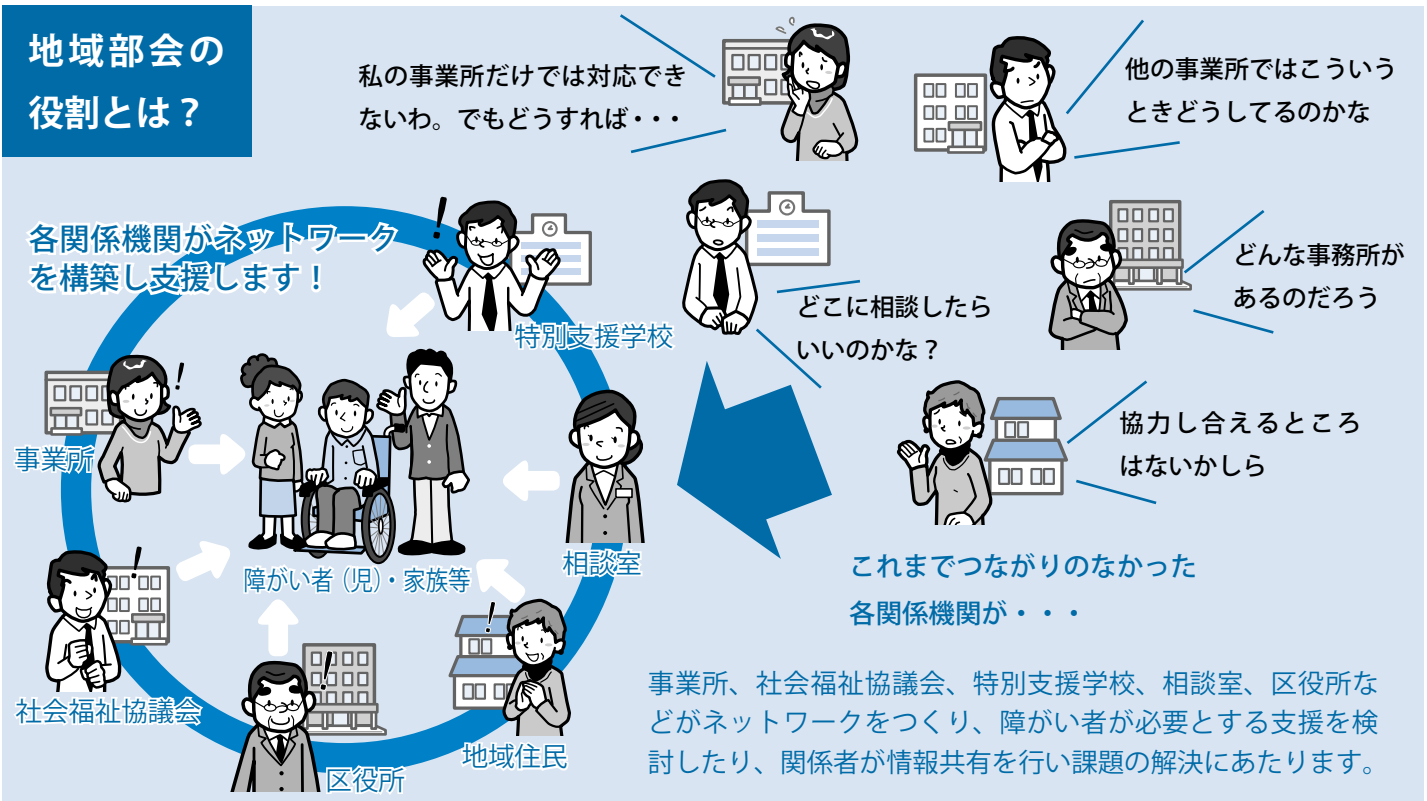 地域部会の
役割とは？
私の事業所だけでは対応でき
ないわ。でもどうすれば・・・
他の事業所ではこういう
ときどうしてるのかな
各関係機関がネットワーク
を構築し支援します！
特別支援学校
どこに相談したら
いいのかな？
どんな事務所が
あるのだろう
事業所
協力し合えるところ
はないかしら
相談室
障がい者（児）・家族等
これまでつながりのなかった
各関係機関が・・・
社会福祉協議会
区役所
地域住民
事業所、社会福祉協議会、特別支援学校、相談室、区役所な
どがネットワークをつくり、障がい者が必要とする支援を検
討したり、関係者が情報共有を行い課題の解決にあたります。